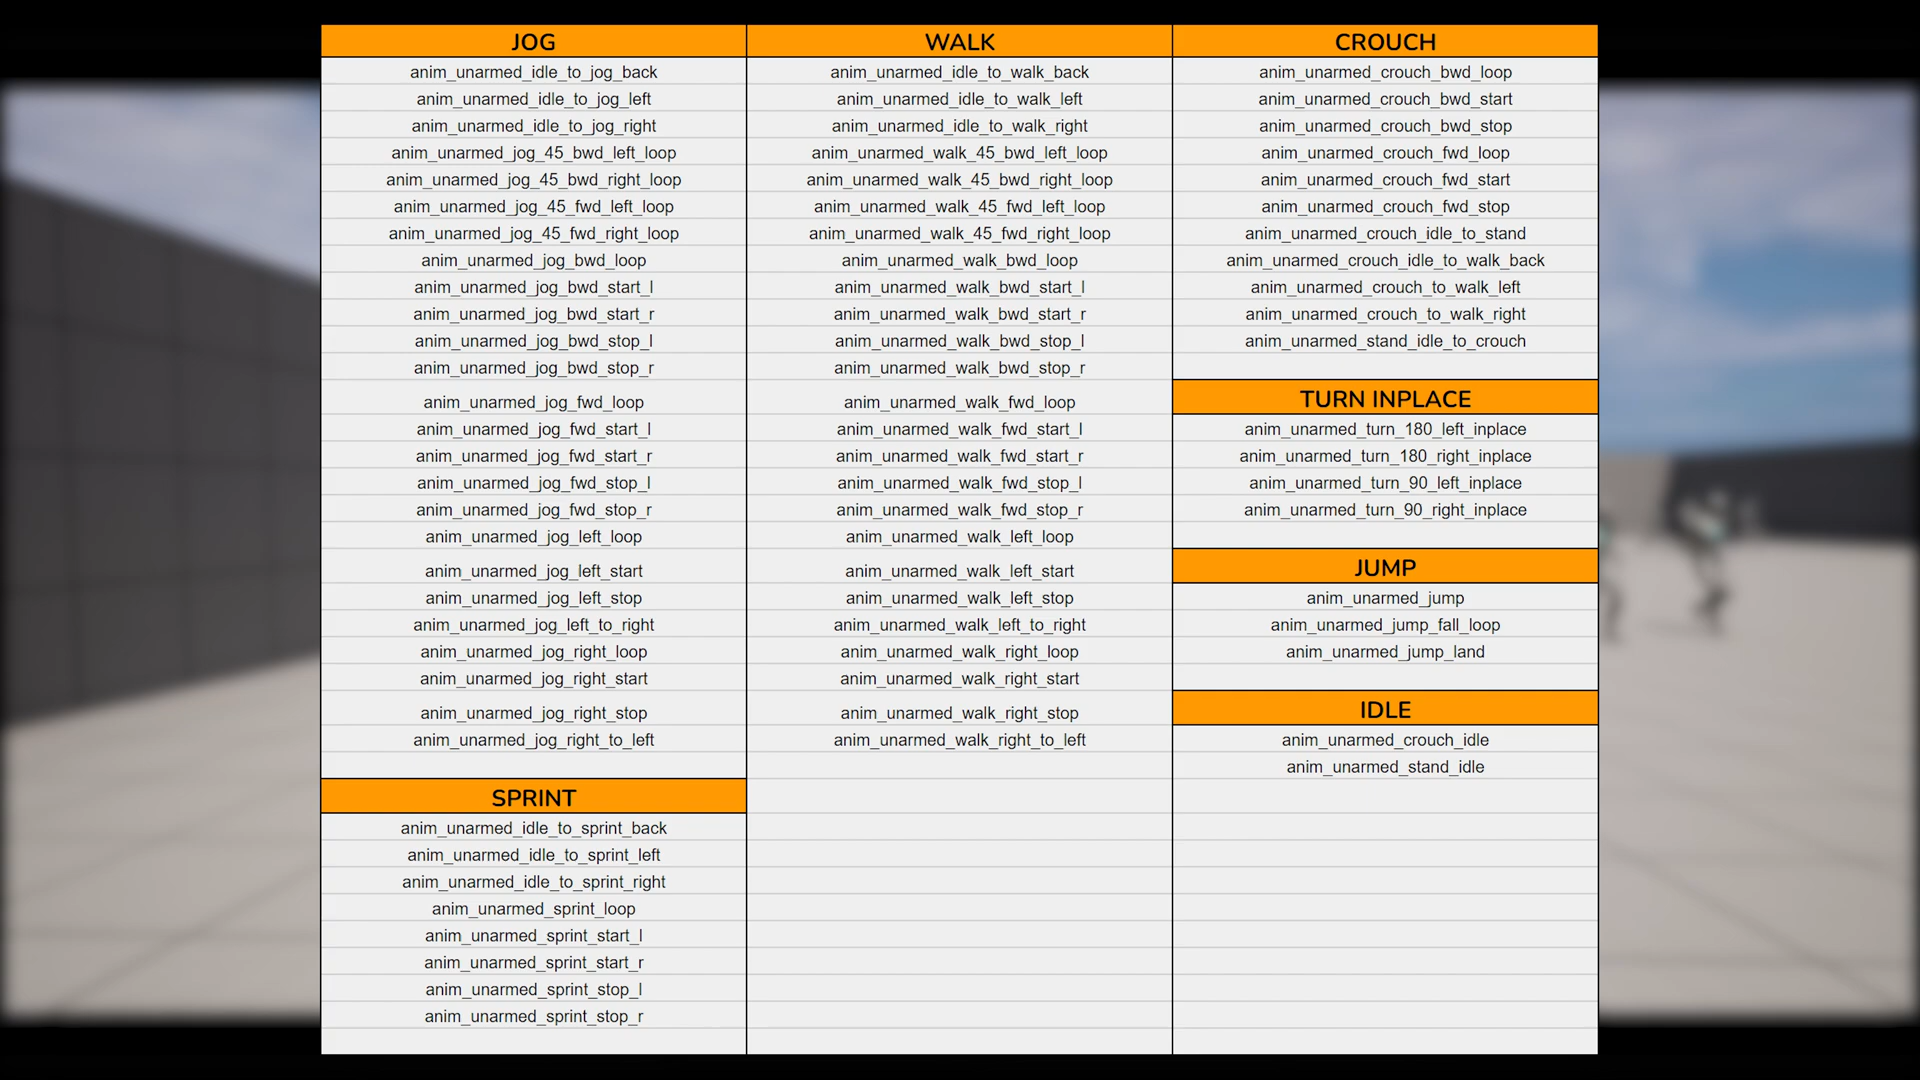 JOG
anim_unarmed_idle_to_jog_back
anim_unarmed_idle_to_jog_left
anim_unarmed_idle_to_jog_right
anim_unarmed_jog_45_bwd_left_loop
anim_unarmed_jog_45_bwd_right_loop
anim_unarmed_jog_45_fwd_left_loop
anim_unarmed_jog_45_fwd_right_loop
anim_unarmed_jog_bwd_loop
anim_unarmed_jog_bwd_start_l
anim_unarmed_jog_bwd_start_r
anim_unarmed_jog_bwd_stop_l
anim_unarmed_jog_bwd_stop_r
anim_unarmed_jog_fwd_loop
anim_unarmed_jog_fwd_start_l
anim_unarmed_jog_fwd_start_r
anim_unarmed_jog_fwd_stop_l
anim_unarmed_jog_fwd_stop_r
anim_unarmed_jog_left_loop
anim_unarmed_jog_left_start
anim_unarmed_jog_left_stop
anim_unarmed_jog_left_to_right
anim_unarmed_jog_right_loop
anim_unarmed_jog_right_start
anim_unarmed_jog_right_stop
anim_unarmed_jog_right_to_left
SPRINT
anim_unarmed_idle_to_sprint_back
anim_unarmed_idle_to_sprint_left
anim_unarmed_idle_to_sprint_right
anim_unarmed_sprint_loop
anim_unarmed_sprint_start_l
anim_unarmed_sprint_start_r
anim_unarmed_sprint_stop_l
anim_unarmed_sprint_stop_r
WALK
anim_unarmed_idle_to_walk_back
anim_unarmed_idle_to_walk_left
anim_unarmed_idle_to_walk_right
anim_unarmed_walk_45_bwd_left_loop
anim_unarmed_walk_45_bwd_right_loop
anim_unarmed_walk_45_fwd_left_loop
anim_unarmed_walk_45_fwd_right_loop
anim_unarmed_walk_bwd_loop
anim_unarmed_walk_bwd_start_l
anim_unarmed_walk_bwd_start_r
anim_unarmed_walk_bwd_stop_l
anim_unarmed_walk_bwd_stop_r
anim_unarmed_walk_fwd_loop
anim_unarmed_walk_fwd_start_l
anim_unarmed_walk_fwd_start_r
anim_unarmed_walk_fwd_stop_l
anim_unarmed_walk_fwd_stop_r
anim_unarmed_walk_left_loop
anim_unarmed_walk_left_start
anim_unarmed_walk_left_stop
anim_unarmed_walk_left_to_right
anim_unarmed_walk_right_loop
anim_unarmed_walk_right_start
anim_unarmed_walk_right_stop
anim_unarmed_walk_right_to_left
CROUCH
anim_unarmed_crouch_bwd_loop
anim_unarmed_crouch_bwd_start
anim_unarmed_crouch_bwd_stop
anim_unarmed_crouch_fwd_loop
anim_unarmed_crouch_fwd_start
anim_unarmed_crouch_fwd_stop
anim_unarmed_crouch_idle_to_stand
anim_unarmed_crouch_idle_to_walk_back
anim_unarmed_crouch_to_walk_left
anim_unarmed_crouch_to_walk_right
anim_unarmed_stand_idle_to_crouch
TURN INPLACE
anim_unarmed_turn_180_left_inplace
anim_unarmed_turn_180_right_inplace
anim_unarmed_turn_90_left_inplace
anim_unarmed_turn_90_right_inplace
JUMP
anim_unarmed_jump
anim_unarmed_jump_fall_loop
anim_unarmed_jump_land
IDLE
anim_unarmed_crouch_idle
anim_unarmed_stand_idle